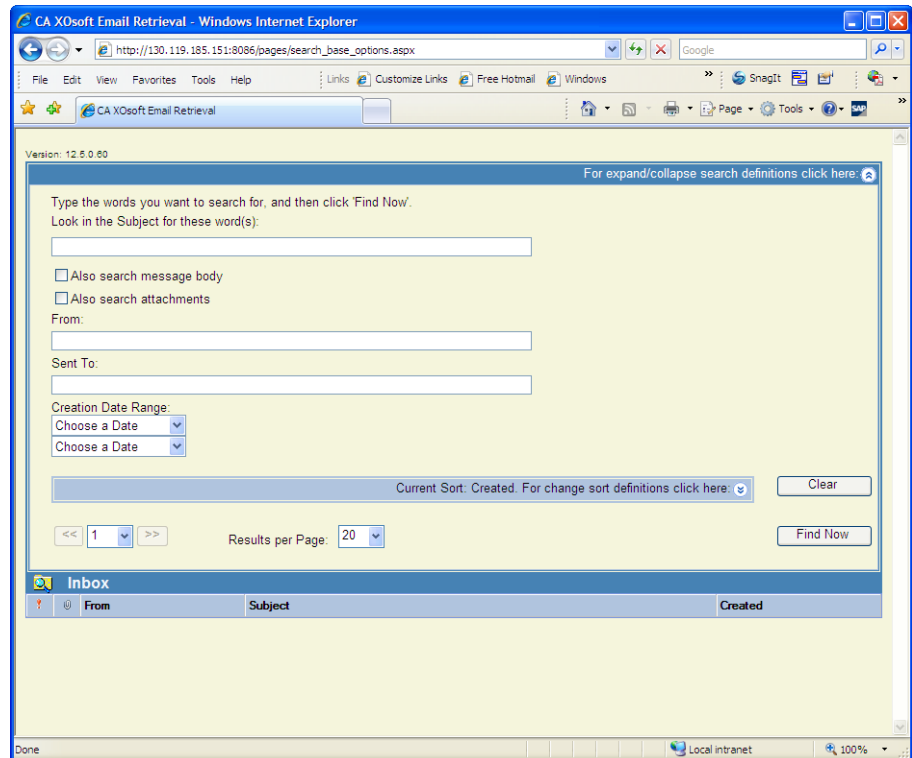 CA XOsoft Email Retrieval - Windows Internet Explorer
http://130.119.185.151:8086/pages/search_base_options.aspx
Google
File Edit View Favorites Tools Help Links Customize Links Free Hotmail Windows » SnagIt
CA XOsoft Email Retrieval Page Tools SAP »
Version: 12.5.0.60
For expand/collapse search definitions click here:
Type the words you want to search for, and then click 'Find Now'.
Look in the Subject for these word(s):
Also search message body
Also search attachments
From:
Sent To:
Creation Date Range:
Choose a Date
Choose a Date
Current Sort: Created. For change sort definitions click here:
Clear
<< 1 >> Results per Page: 20 Find Now
Inbox
From Subject Created
Done Local intranet 100%